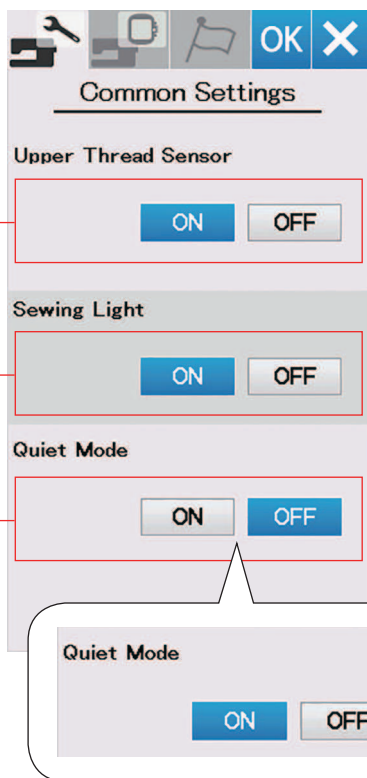 OK
Common Settings
Upper Thread Sensor
ON OFF
Sewing Light
ON OFF
Quiet Mode
ON OFF
Quiet Mode
ON OFF